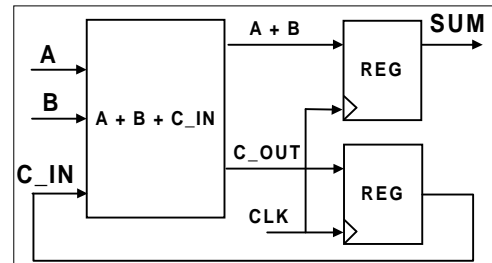 A
B
C_IN
A + B + C_IN
A + B
C_OUT
CLK
REG
REG
SUM